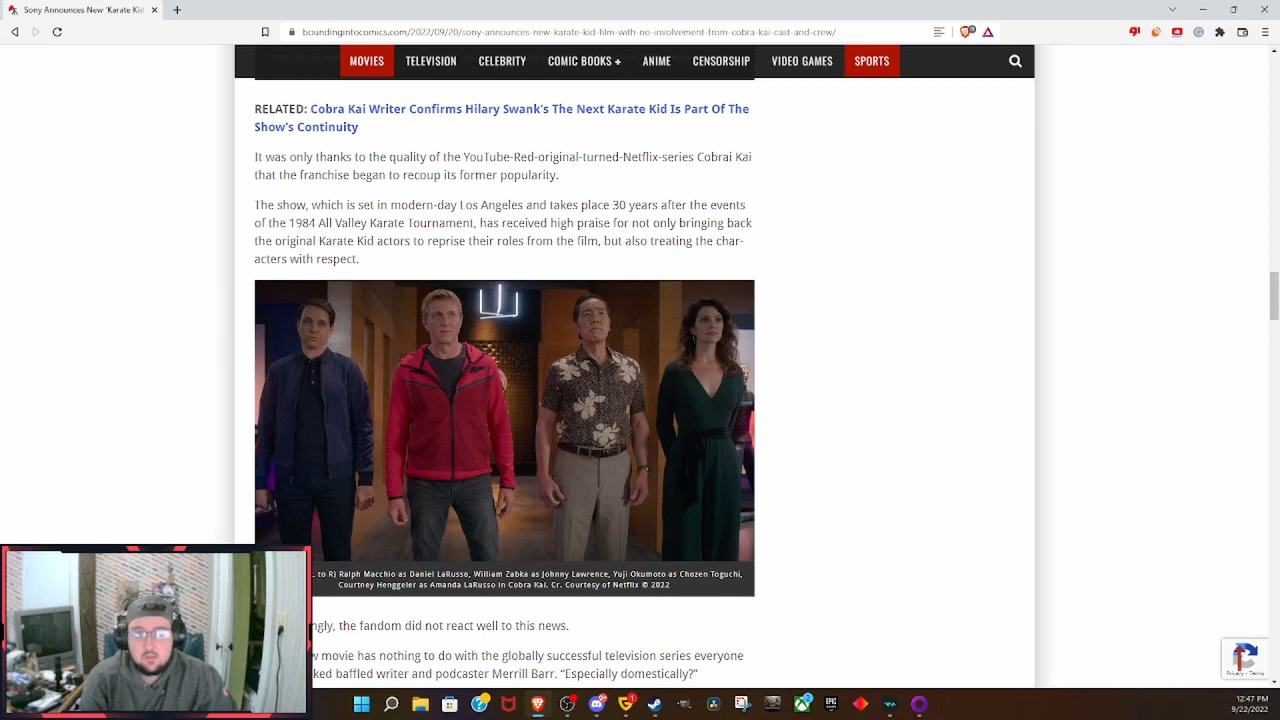 Sony Announces New 'Karate Kid
boundingintocomics.com/2022/09/20/sony-announces-new-karate-kid-film-with-no-involvement-from-cobra-kai-cast-and-crew/
MOVIES TELEVISION CELEBRITY COMIC BOOKS + ANIME CENSORSHIP VIDEO GAMES SPORTS
RELATED: Cobra Kai Writer Confirms Hilary Swank's The Next Karate Kid Is Part Of The
Show's Continuity
It was only thanks to the quality of the YouTube-Red-original-turned-Netflix-series Cobrai Kai
that the franchise began to recoup its former popularity.
The show, which is set in modern-day Los Angeles and takes place 30 years after the events
of the 1984 All Valley Karate Tournament, has received high praise for not only bringing back
the original Karate Kid actors to reprise their roles from the film, but also treating the char-
acters with respect.
L to R) Ralph Macchio as Daniel LaRusso, William Zabka as Johnny Lawrence, Yuji Okumoto as Chozen Toguchi,
Courtney Henggeler as Amanda LaRusso in Cobra Kai. Cr. Courtesy of Netflix © 2022
ngly, the fandom did not react well to this news.
w movie has nothing to do with the globally successful television series everyone
ked baffled writer and podcaster Merrill Barr. “Especially domestically?”
Privacy - Terms
12:47 PM
9/22/2022